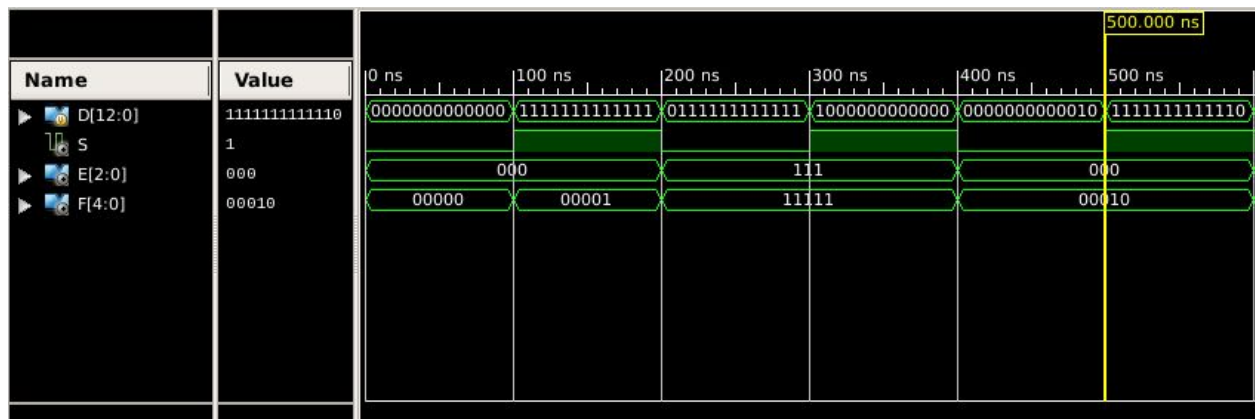 500.000 ns
Name Value 0 ns 100 ns 200 ns 300 ns 400 ns 500 ns
D[12:0] 1111111111110 0000000000000 1111111111111 0111111111111 1000000000000 0000000000010 1111111111110
S 1
E[2:0] 000 000 111 000
F[4:0] 00010 00000 00001 11111 00010